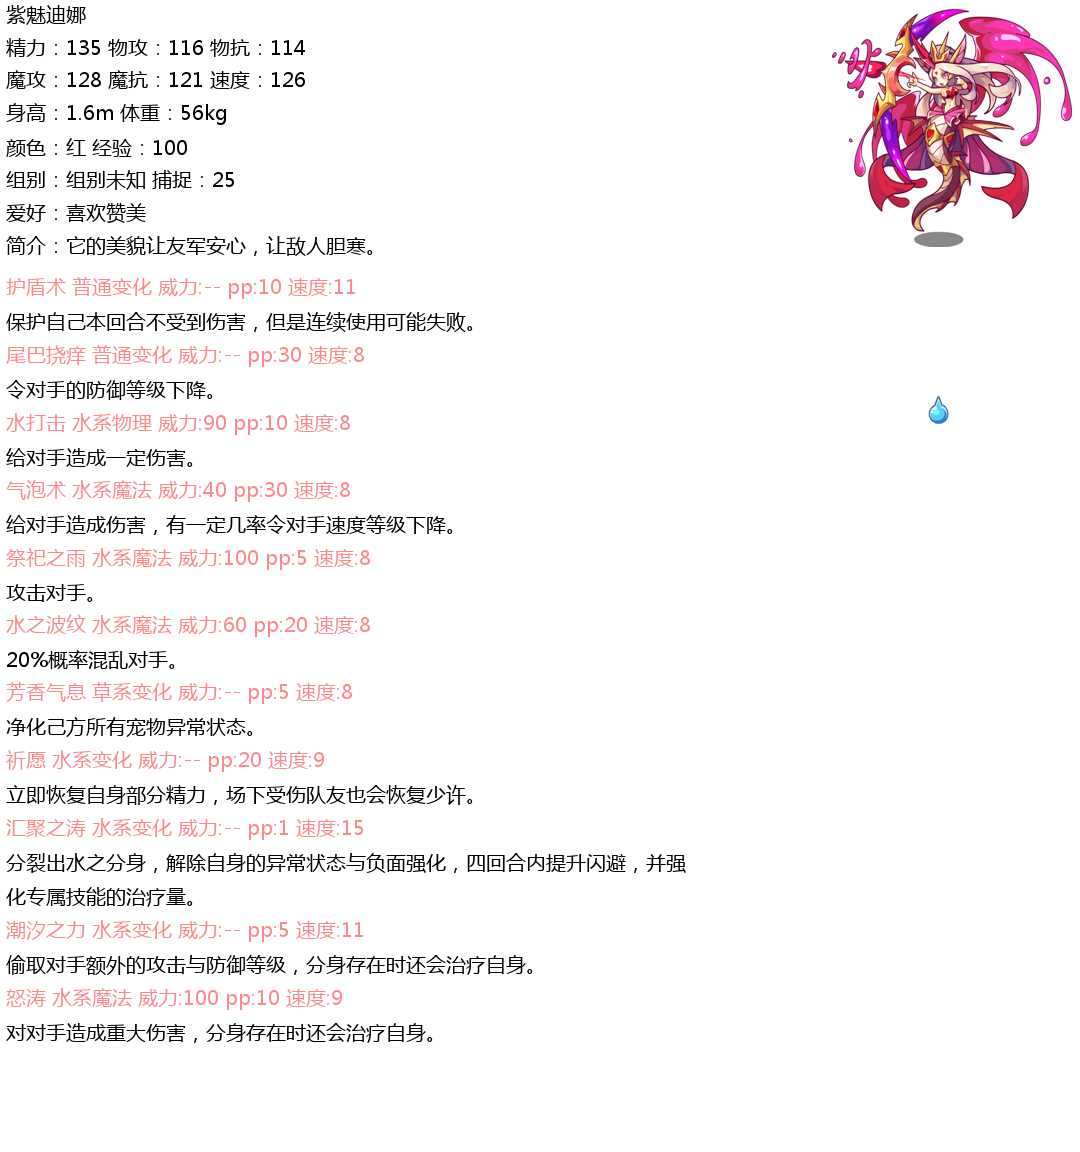 紫魅迪娜
精力：135 物攻：116 物抗：114
魔攻：128 魔抗：121 速度：126
身高：1.6m 体重：56kg
颜色：红 经验：100
组别：组别未知 捕捉：25
爱好：喜欢赞美
简介：它的美貌让友军安心，让敌人胆寒。
护盾术 普通变化 威力:-- pp:10 速度:11
保护自己本回合不受到伤害，但是连续使用可能失败。
尾巴挠痒 普通变化 威力:-- pp:30 速度:8
令对手的防御等级下降。
水打击 水系物理 威力:90 pp:10 速度:8
给对手造成一定伤害。
气泡术 水系魔法 威力:40 pp:30 速度:8
给对手造成伤害，有一定几率令对手速度等级下降。
祭祀之雨 水系魔法 威力:100 pp:5 速度:8
攻击对手。
水之波纹 水系魔法 威力:60 pp:20 速度:8
20%概率混乱对手。
芳香气息 草系变化 威力:-- pp:5 速度:8
净化己方所有宠物异常状态。
祈愿 水系变化 威力:-- pp:20 速度:9
立即恢复自身部分精力，场下受伤队友也会恢复少许。
汇聚之涛 水系变化 威力:-- pp:1 速度:15
分裂出水之分身，解除自身的异常状态与负面强化，四回合内提升闪避，并强
化专属技能的治疗量。
潮汐之力 水系变化 威力:-- pp:5 速度:11
偷取对手额外的攻击与防御等级，分身存在时还会治疗自身。
怒涛 水系魔法 威力:100 pp:10 速度:9
对对手造成重大伤害，分身存在时还会治疗自身。